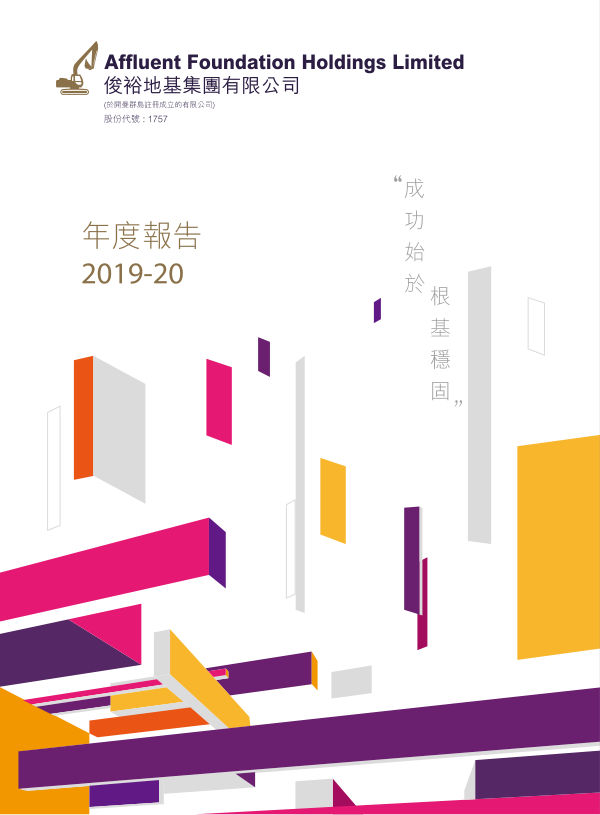 Affluent Foundation Holdings Limited
俊裕地基集團有限公司
(於開曼群島註冊成立的有限公司)
股份代號 : 1757
年度報告
2019-20
“成功始於
根基穩固”